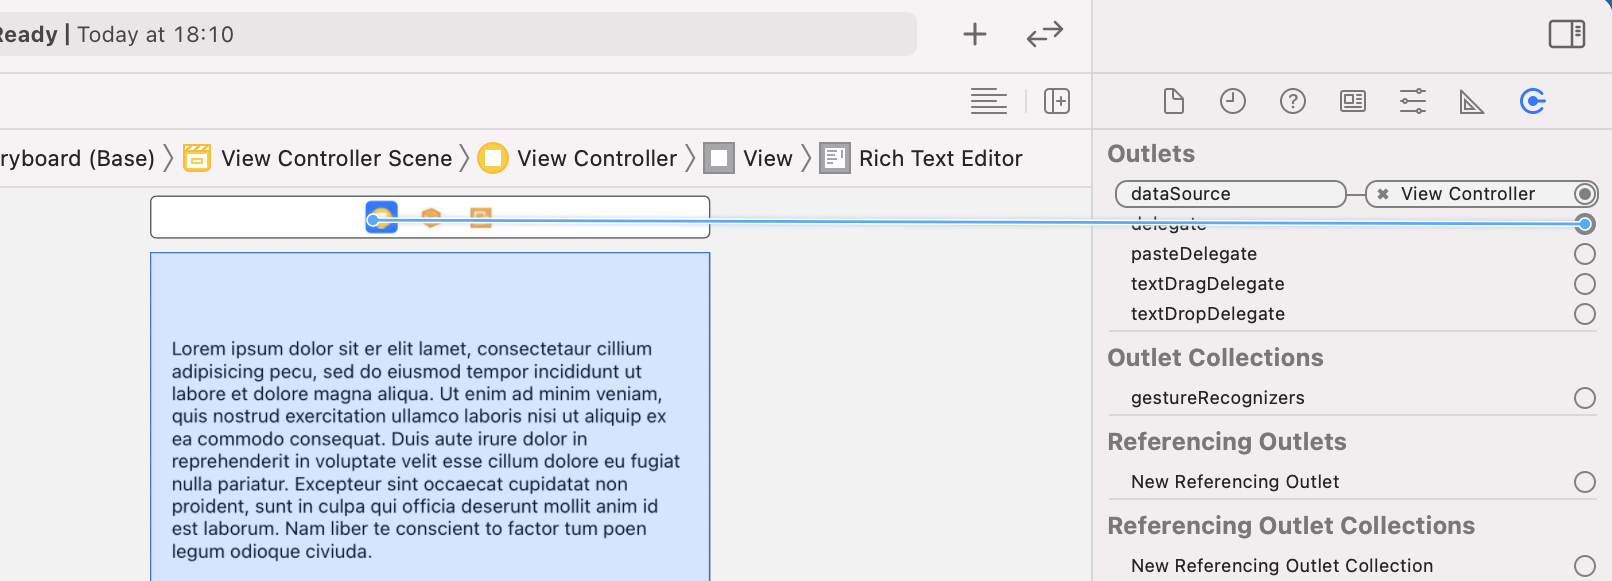 Ready | Today at 18:10
ryboard (Base) View Controller Scene View Controller View Rich Text Editor
Outlets
dataSource View Controller
delegate
pasteDelegate
textDragDelegate
textDropDelegate
Outlet Collections
gestureRecognizers
Referencing Outlets
New Referencing Outlet
Referencing Outlet Collections
New Referencing Outlet Collection
Lorem ipsum dolor sit er elit lamet, consectetaur cillium
adipisicing pecu, sed do eiusmod tempor incididunt ut
labore et dolore magna aliqua. Ut enim ad minim veniam,
quis nostrud exercitation ullamco laboris nisi ut aliquip ex
ea commodo consequat. Duis aute irure dolor in
reprehenderit in voluptate velit esse cillum dolore eu fugiat
nulla pariatur. Excepteur sint occaecat cupidatat non
proident, sunt in culpa qui officia deserunt mollit anim id
est laborum. Nam liber te conscient to factor tum poen
legum odioque civiuda.